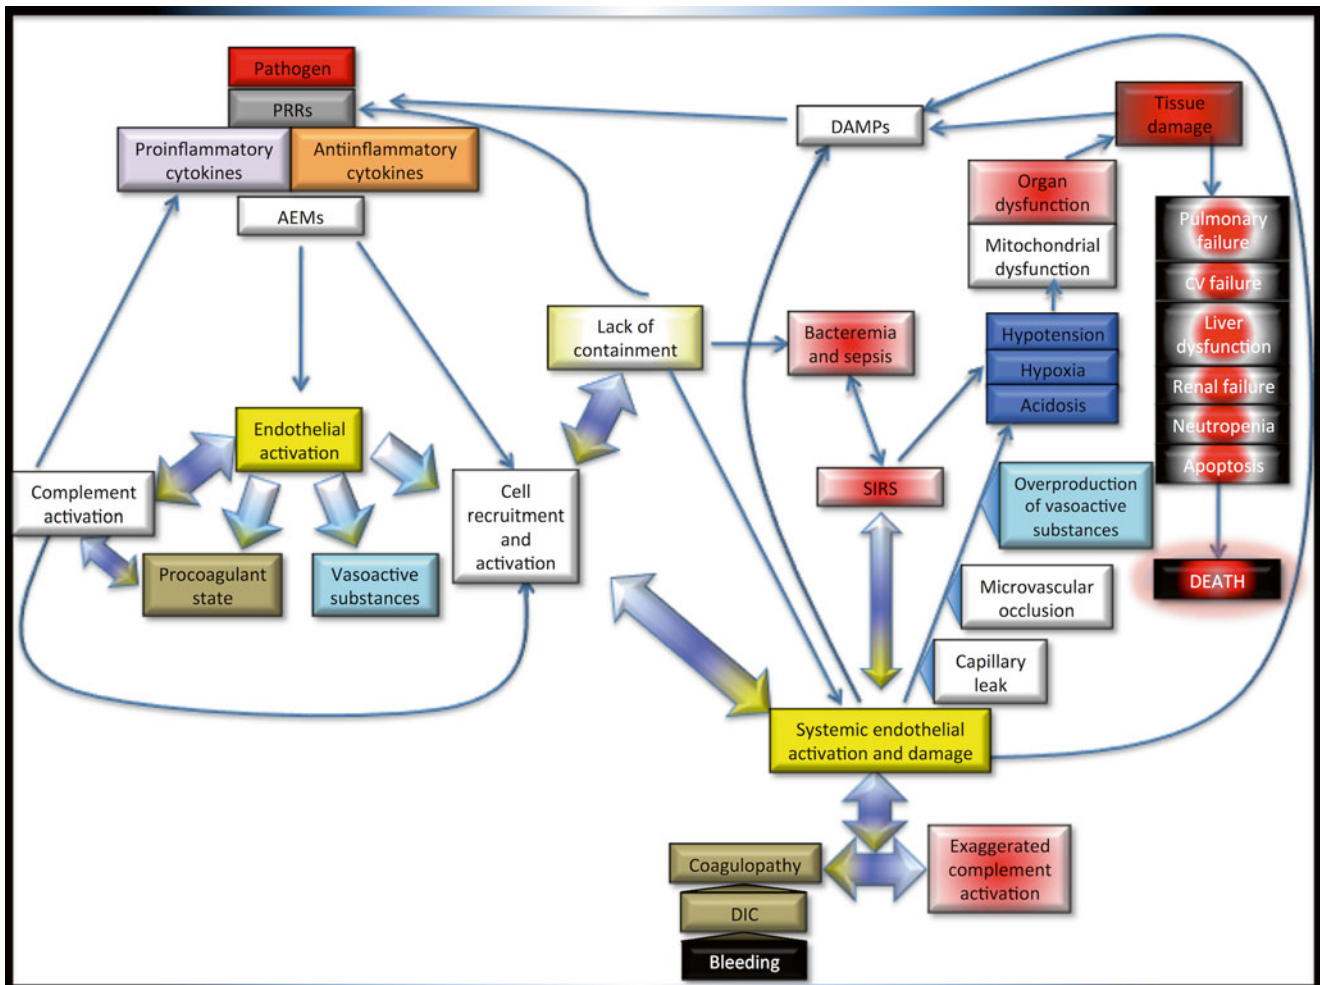 Pathogen
PRRs
Proinflammatory
cytokines
Antiinflammatory
cytokines
AEMs
DAMPs
Tissue
damage
Organ
dysfunction
Mitochondrial
dysfunction
Pulmonary
failure
CV failure
Liver
dysfunction
Renal failure
Neutropenia
Apoptosis
DEATH
Lack of
containment
Bacteremia
and sepsis
Hypotension
Hypoxia
Acidosis
Endothelial
activation
Complement
activation
Cell
recruitment
and
activation
SIRS
Overproduction
of vasoactive
substances
Procoagulant
state
Vasoactive
substances
Microvascular
occlusion
Capillary
leak
Systemic endothelial
activation and damage
Coagulopathy
DIC
Bleeding
Exaggerated
complement
activation